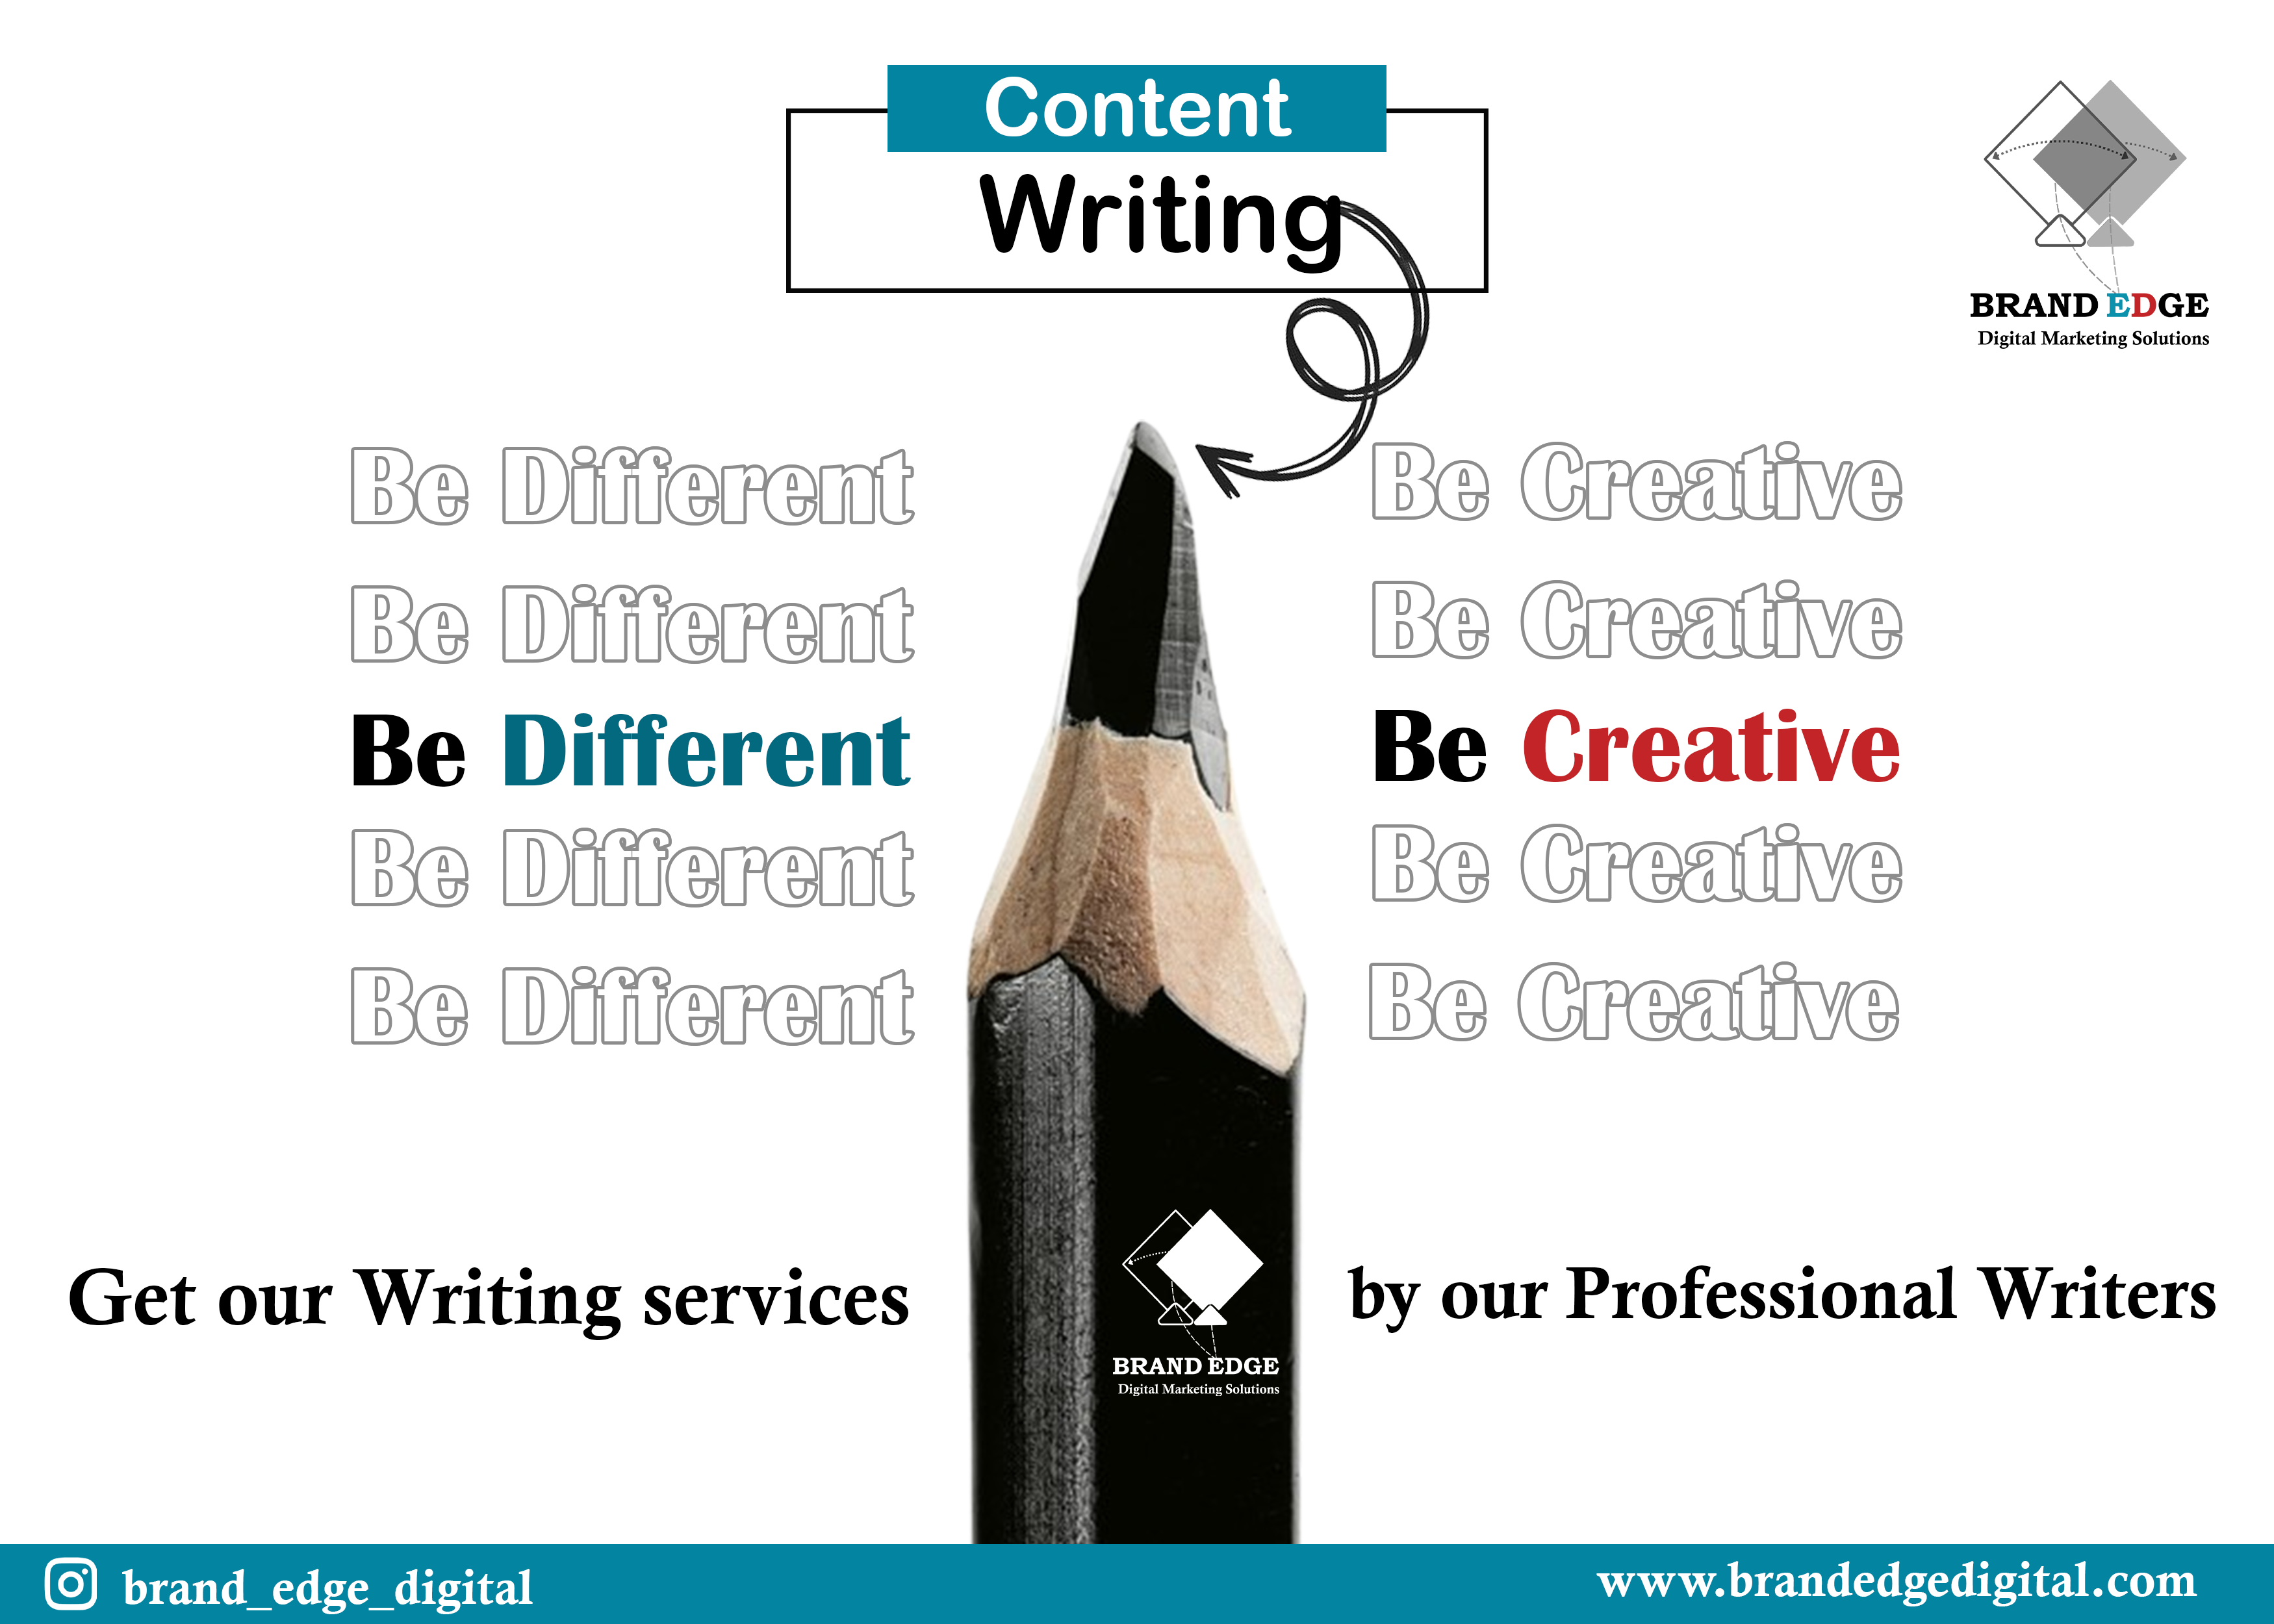 Content
Writing
BRAND EDGE
Digital Marketing Solutions
Be Different
Be Different
Be Different
Be Different
Be Different
Be Creative
Be Creative
Be Creative
Be Creative
Be Creative
Get our Writing services
by our Professional Writers
BRAND EDGE
Digital Marketing Solutions
brand_edge_digital
www.brandedgedigital.com